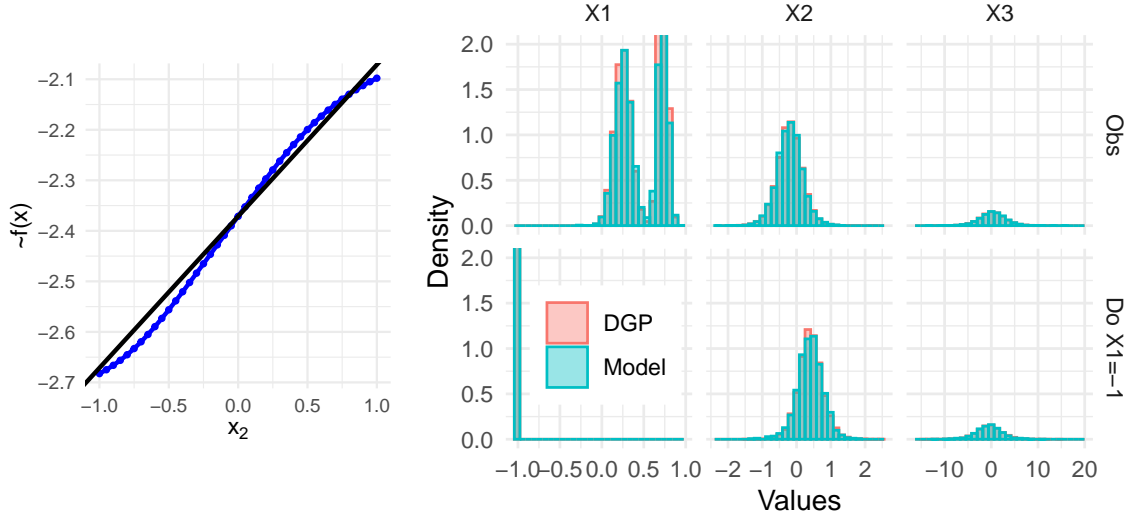 ~f(x)
−2.1
−2.2
−2.3
−2.4
−2.5
−2.6
−2.7
−1.0 −0.5 0.0 0.5 1.0
x₂
X1 X2 X3
Density
2.0
1.5
1.0
0.5
0.0
Obs
2.0
1.5
1.0
0.5
0.0
DGP
Model
Do X1=−1
−1.0 −0.5 0.0 0.5 1.0
−2 −1 0 1 2
−10 0 10 20
Values